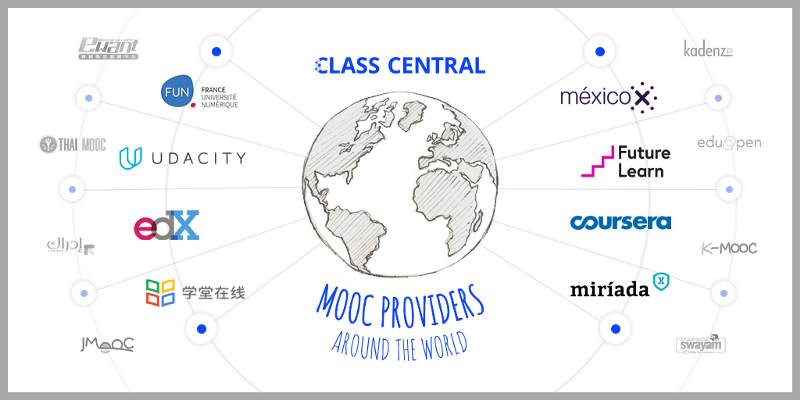 CLASS CENTRAL
ewant
kadenze
FUN
FRANCE
UNIVERSITÉ
NUMÉRIQUE
méxicoX
THAI MOOC
UDACITY
Future
Learn
eduOpen
edX
coursera
إدراك
K-MOOC
学堂在线
miríada X
JMOOC
swayam
MOOC PROVIDERS
AROUND THE WORLD